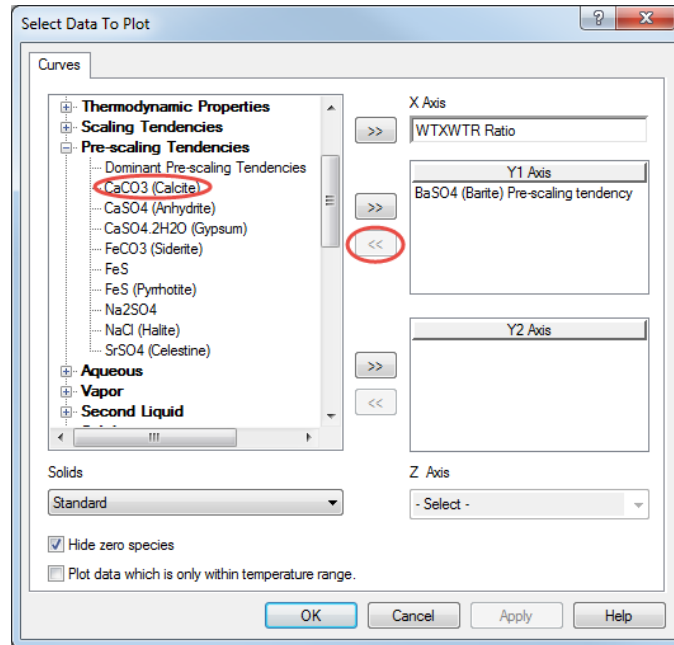 Select Data To Plot
?
X
Curves
Thermodynamic Properties
Scaling Tendencies
Pre-scaling Tendencies
Dominant Pre-scaling Tendencies
CaCO3 (Calcite)
CaSO4 (Anhydrite)
CaSO4.2H2O (Gypsum)
FeCO3 (Siderite)
FeS
FeS (Pyrrhotite)
Na2SO4
NaCl (Halite)
SrSO4 (Celestine)
Aqueous
Vapor
Second Liquid
Solids
Standard
Hide zero species
Plot data which is only within temperature range.
>>
X Axis
WTXWTR Ratio
>>
<<
Y1 Axis
BaSO4 (Barite) Pre-scaling tendency
>>
<<
Y2 Axis
Z Axis
- Select -
OK
Cancel
Apply
Help